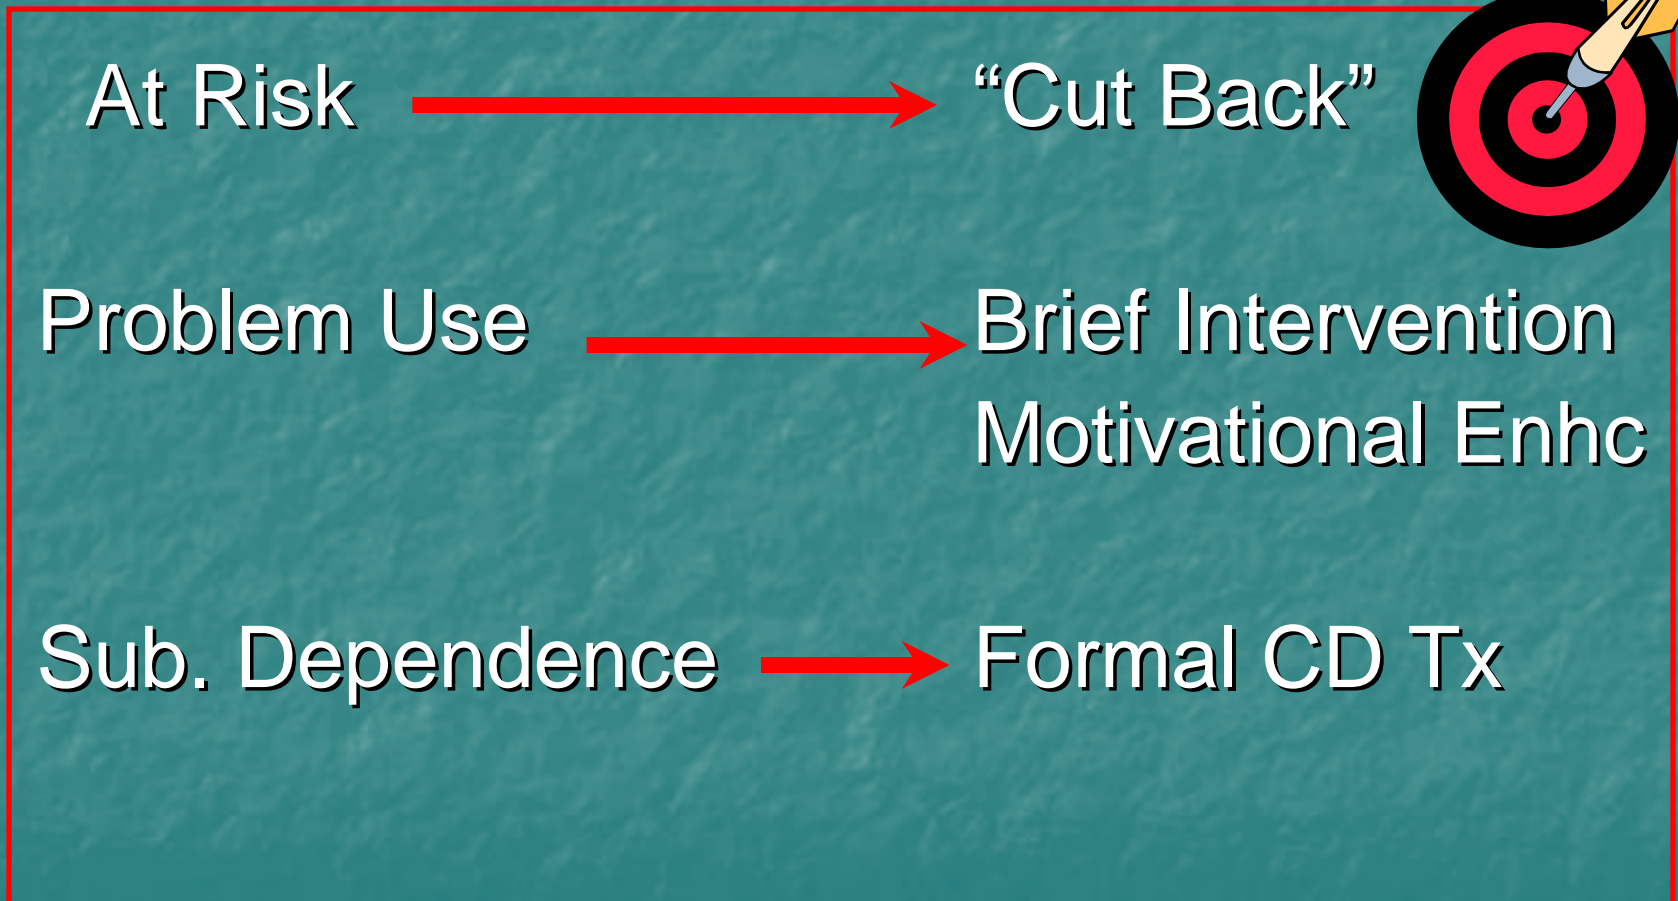 At Risk “Cut Back”
Problem Use Brief Intervention
Motivational Enhc
Sub. Dependence Formal CD Tx